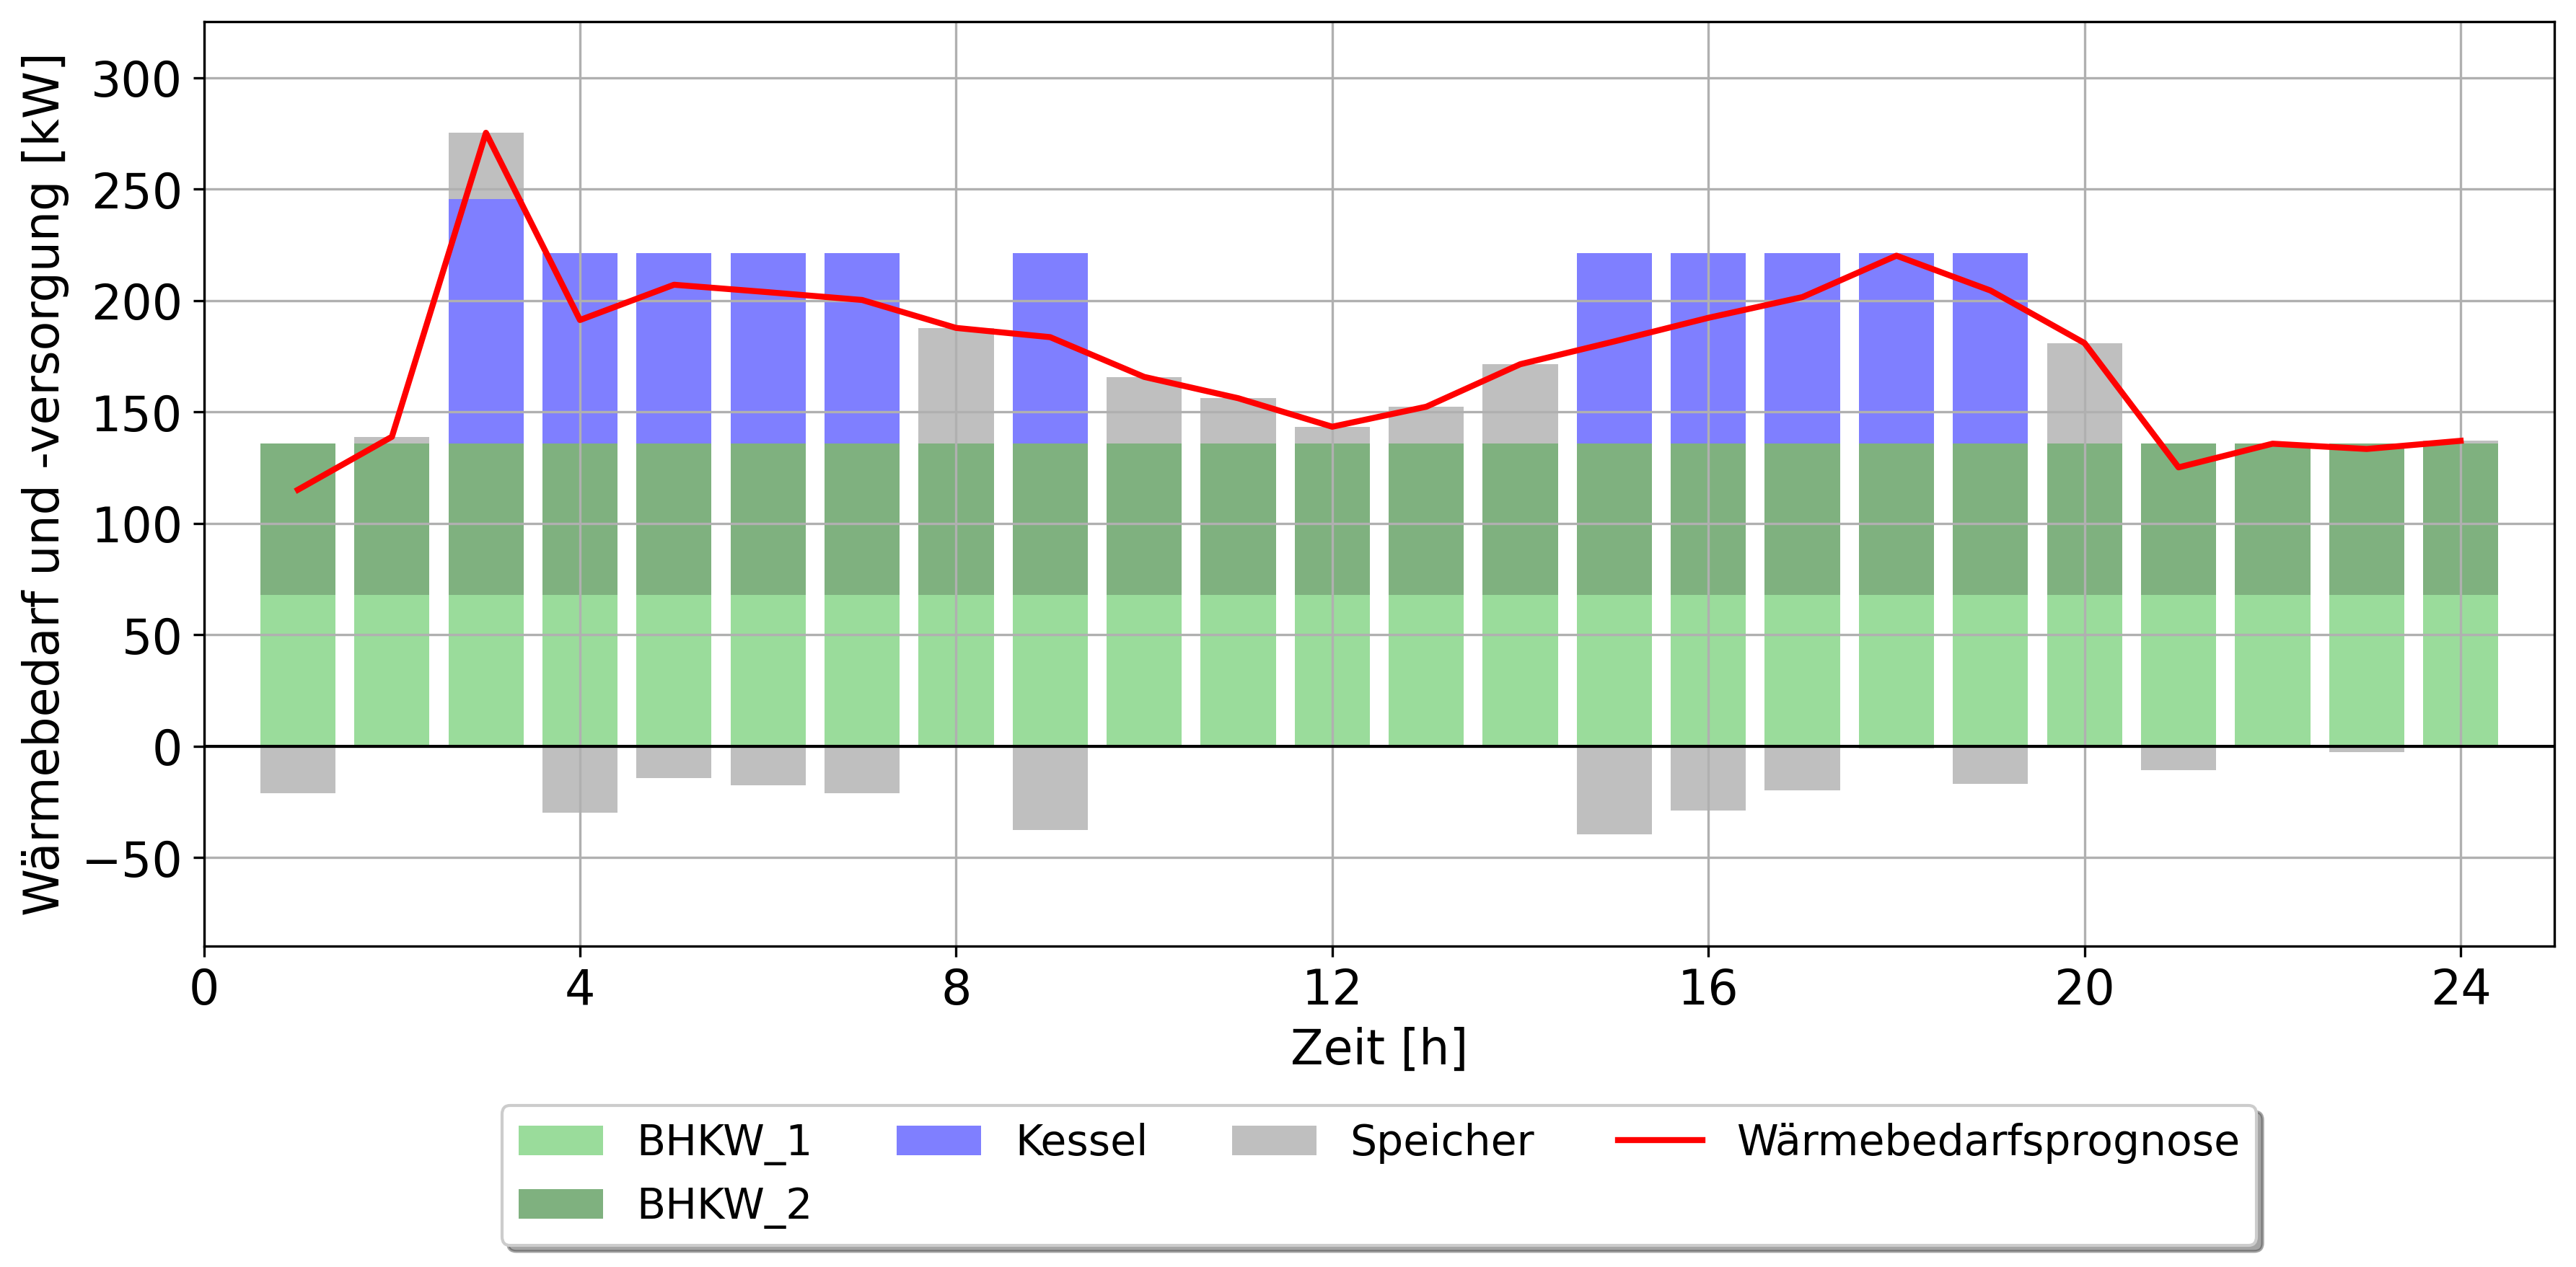 Wärmebedarf und -versorgung [kW]
300
250
200
150
100
50
0
−50
0 4 8 12 16 20 24
Zeit [h]
BHKW_1 Kessel Speicher Wärmebedarfsprognose
BHKW_2